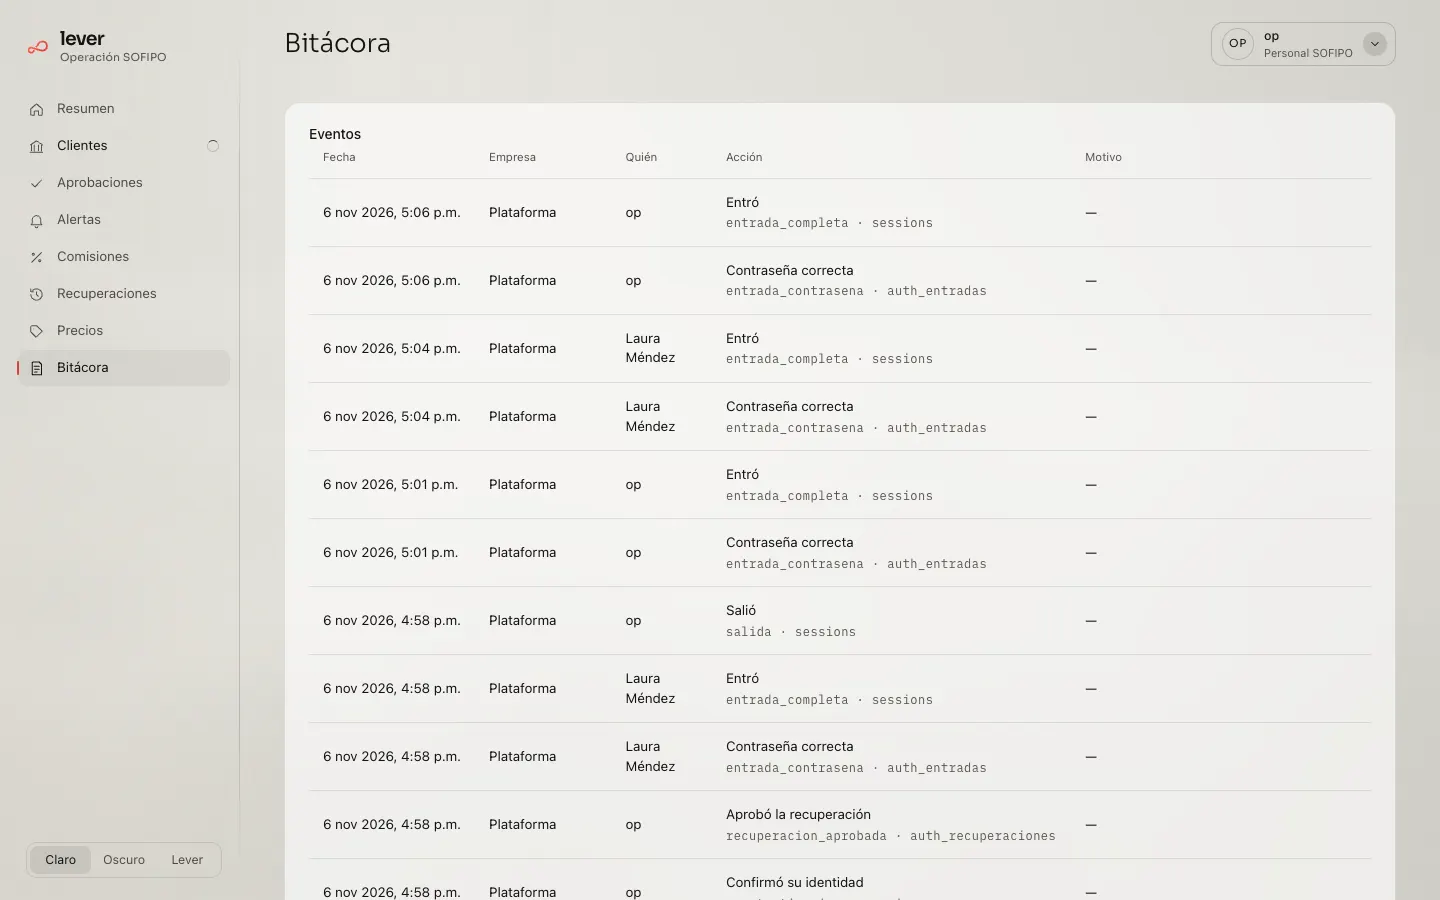 lever
Operación SOFIPO
Resumen
Clientes
Aprobaciones
Alertas
Comisiones
Recuperaciones
Precios
Bitácora
Claro Oscuro Lever
Bitácora
OP
op
Personal SOFIPO
Eventos
Fecha Empresa Quién Acción Motivo
6 nov 2026, 5:06 p.m. Plataforma op Entró —
entrada_completa · sessions
6 nov 2026, 5:06 p.m. Plataforma op Contraseña correcta —
entrada_contrasena · auth_entradas
6 nov 2026, 5:04 p.m. Plataforma Laura Méndez Entró —
entrada_completa · sessions
6 nov 2026, 5:04 p.m. Plataforma Laura Méndez Contraseña correcta —
entrada_contrasena · auth_entradas
6 nov 2026, 5:01 p.m. Plataforma op Entró —
entrada_completa · sessions
6 nov 2026, 5:01 p.m. Plataforma op Contraseña correcta —
entrada_contrasena · auth_entradas
6 nov 2026, 4:58 p.m. Plataforma op Salió —
salida · sessions
6 nov 2026, 4:58 p.m. Plataforma Laura Méndez Entró —
entrada_completa · sessions
6 nov 2026, 4:58 p.m. Plataforma Laura Méndez Contraseña correcta —
entrada_contrasena · auth_entradas
6 nov 2026, 4:58 p.m. Plataforma op Aprobó la recuperación —
recuperacion_aprobada · auth_recuperaciones
6 nov 2026, 4:58 p.m. Plataforma op Confirmó su identidad —